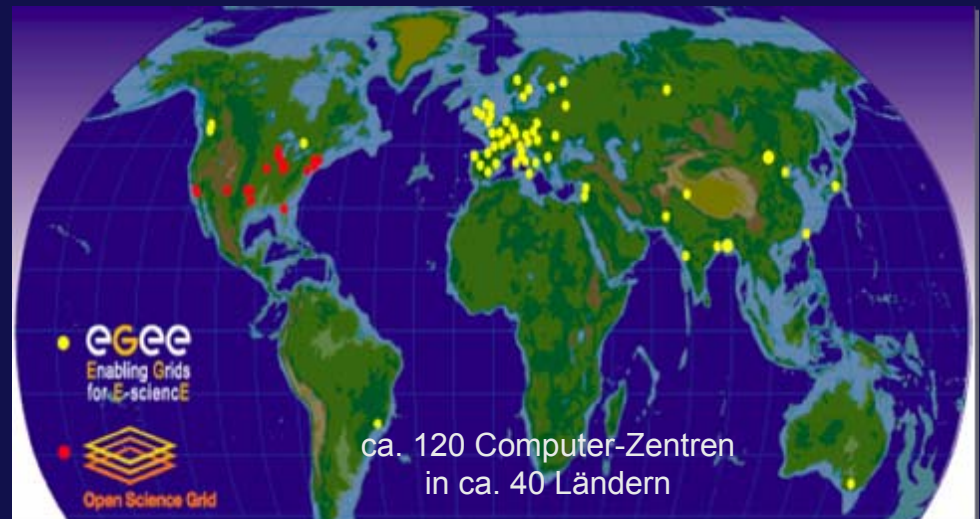 eGee
Enabling Grids
for E-sciencE
Open Science Grid
ca. 120 Computer-Zentren
in ca. 40 Ländern